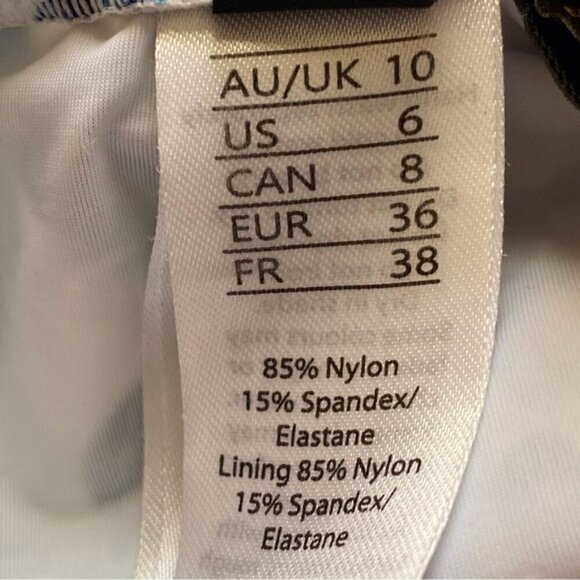 AU/UK 10
US 6
CAN 8
EUR 36
FR 38
85% Nylon
15% Spandex/
Elastane
Lining 85% Nylon
15% Spandex/
Elastane